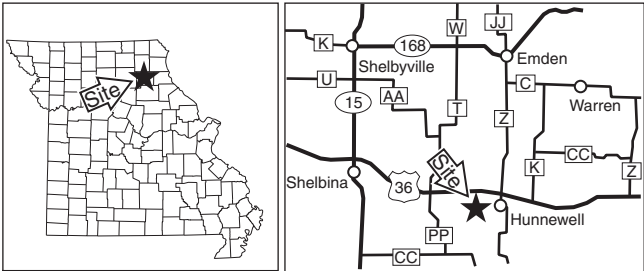 Site
W
JJ
K
168
Shelbyville
Emden
U
C
15
AA
T
Warren
Z
CC
Site
K
Z
Shelbina
36
Hunnewell
PP
CC